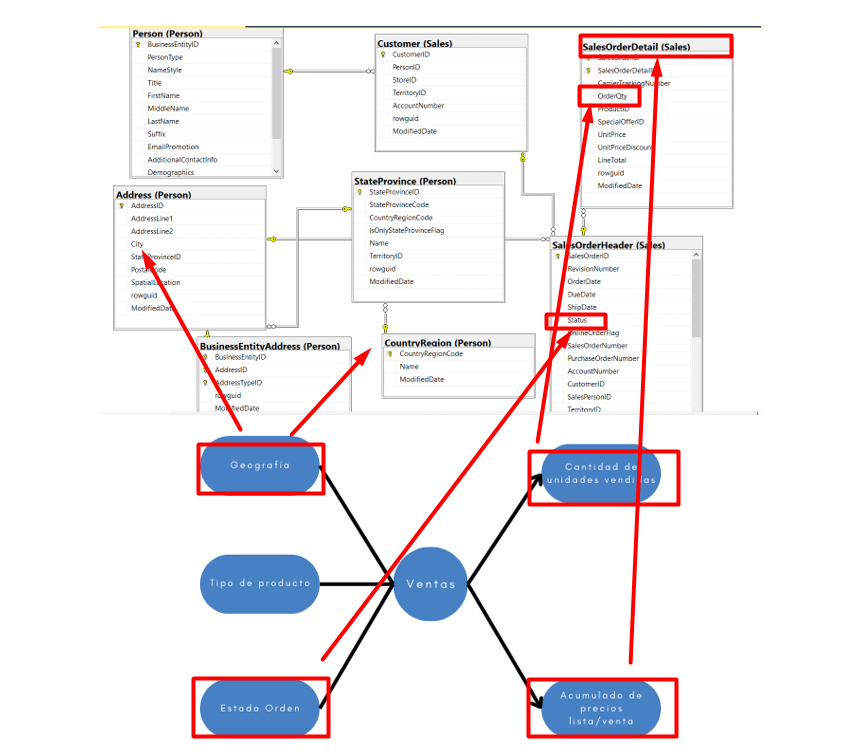 Person (Person)
BusinessEntityID
PersonType
NameStyle
Title
FirstName
MiddleName
LastName
Suffix
EmailPromotion
AdditionalContactInfo
Demographics
Customer (Sales)
CustomerID
PersonID
StoreID
TerritoryID
AccountNumber
rowguid
ModifiedDate
SalesOrderDetail (Sales)
SalesOrderID
SalesOrderDetailID
CarrierTrackingNumber
OrderQty
ProductID
SpecialOfferID
UnitPrice
UnitPriceDiscount
LineTotal
rowguid
ModifiedDate
Address (Person)
AddressID
AddressLine1
AddressLine2
City
StateProvinceID
PostalCode
SpatialLocation
rowguid
ModifiedDate
StateProvince (Person)
StateProvinceID
StateProvinceCode
CountryRegionCode
IsOnlyStateProvinceFlag
Name
TerritoryID
rowguid
ModifiedDate
SalesOrderHeader (Sales)
SalesOrderID
RevisionNumber
OrderDate
DueDate
ShipDate
Status
OnlineOrderFlag
SalesOrderNumber
PurchaseOrderNumber
AccountNumber
CustomerID
SalesPersonID
TerritoryID
BusinessEntityAddress (Person)
BusinessEntityID
AddressID
AddressTypeID
rowguid
ModifiedDate
CountryRegion (Person)
CountryRegionCode
Name
ModifiedDate
Geografía
Cantidad de
unidades vendidas
Tipo de producto
Ventas
Estado Orden
Acumulado de
precios
lista/venta